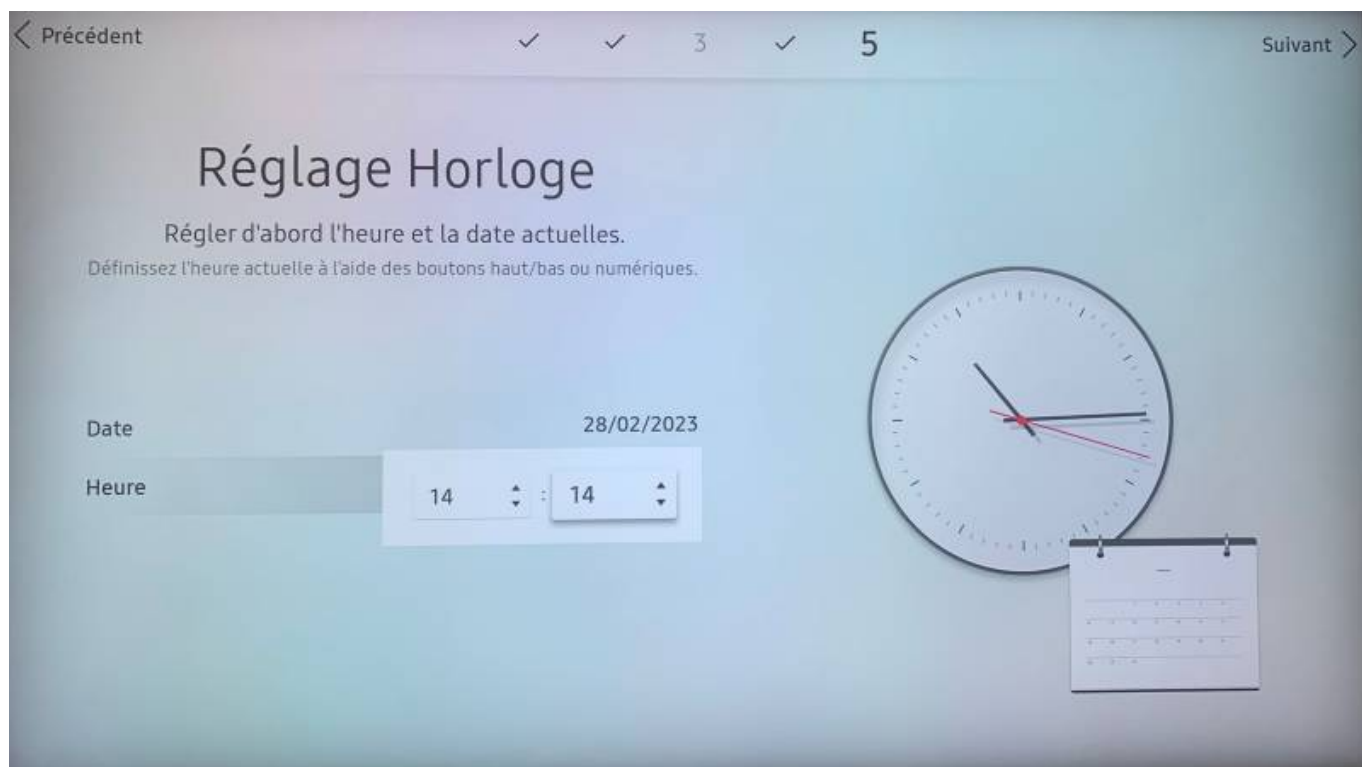 Précédent
3
5
Suivant
Réglage Horloge
Régler d'abord l'heure et la date actuelles.
Définissez l'heure actuelle à l'aide des boutons haut/bas ou numériques.
Date 28/02/2023
Heure 14 : 14